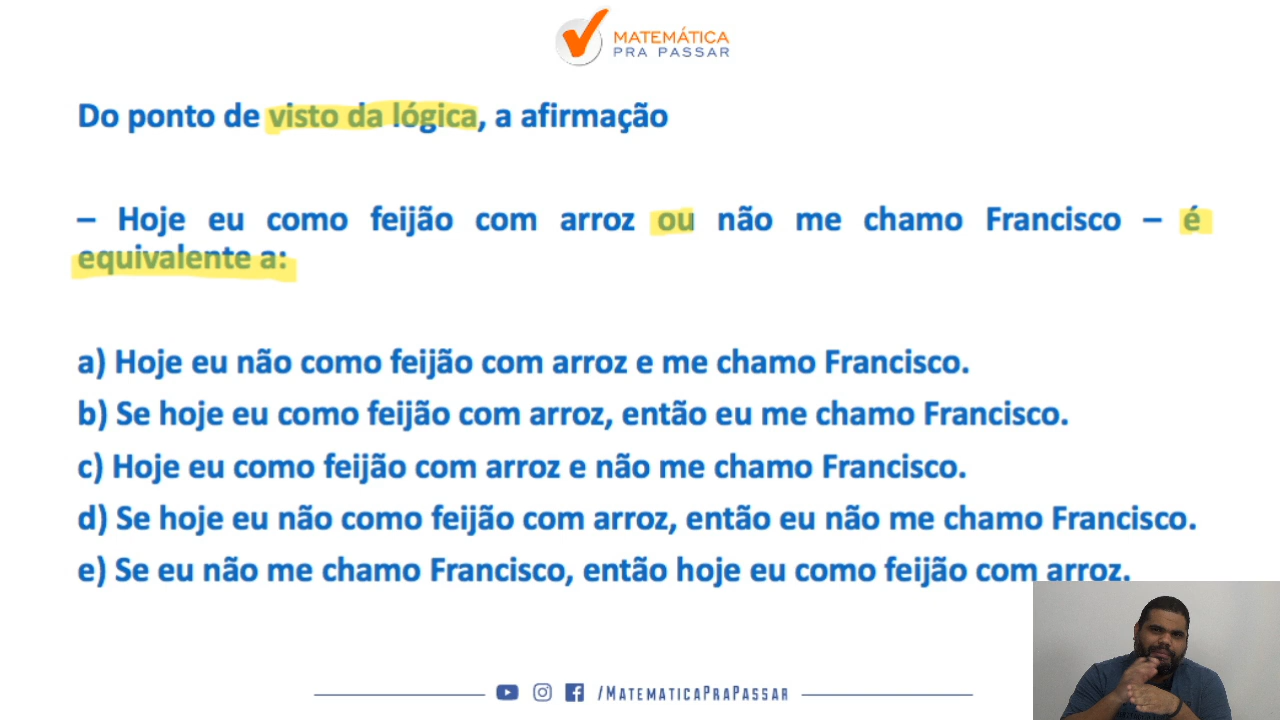 MATEMÁTICA
PRA PASSAR
Do ponto de visto da lógica, a afirmação
– Hoje eu como feijão com arroz ou não me chamo Francisco – é
equivalente a:
a) Hoje eu não como feijão com arroz e me chamo Francisco.
b) Se hoje eu como feijão com arroz, então eu me chamo Francisco.
c) Hoje eu como feijão com arroz e não me chamo Francisco.
d) Se hoje eu não como feijão com arroz, então eu não me chamo Francisco.
e) Se eu não me chamo Francisco, então hoje eu como feijão com arroz.
/MATEMATICAPRAPASSAR